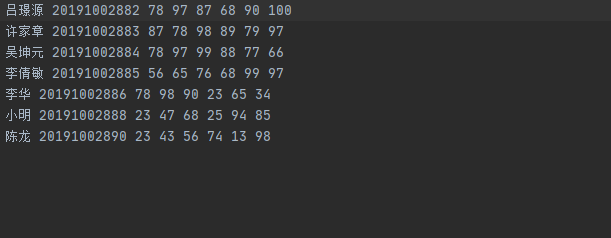 吕璟源 20191002882 78 97 87 68 90 100
许家章 20191002883 87 78 98 89 79 97
吴坤元 20191002884 78 97 99 88 77 66
李倩敏 20191002885 56 65 76 68 99 97
李华 20191002886 78 98 90 23 65 34
小明 20191002888 23 47 68 25 94 85
陈龙 20191002890 23 43 56 74 13 98